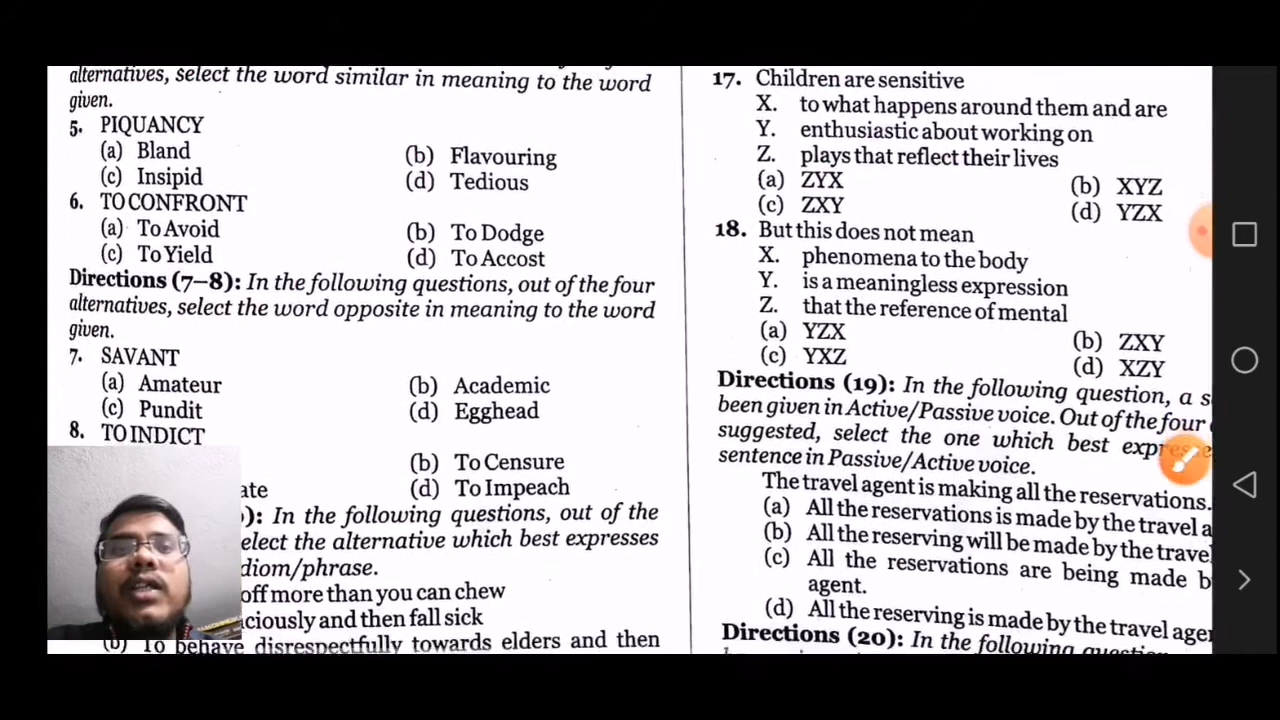 alternatives, select the word similar in meaning to the word
given.
5. PIQUANCY
(a) Bland
(b) Flavouring
(c) Insipid
(d) Tedious
6. TO CONFRONT
(a) To Avoid
(b) To Dodge
(c) To Yield
(d) To Accost
Directions (7–8): In the following questions, out of the four
alternatives, select the word opposite in meaning to the word
given.
7. SAVANT
(a) Amateur
(b) Academic
(c) Pundit
(d) Egghead
8. TO INDICT
(b) To Censure
(d) To Impeach
): In the following questions, out of the
elect the alternative which best expresses
diom/phrase.
off more than you can chew
ciously and then fall sick
(b) To behave disrespectfully towards elders and then
17. Children are sensitive
X. to what happens around them and are
Y. enthusiastic about working on
Z. plays that reflect their lives
(a) ZYX
(b) XYZ
(c) ZXY
(d) YZX
18. But this does not mean
X. phenomena to the body
Y. is a meaningless expression
Z. that the reference of mental
(a) YZX
(b) ZXY
(c) YXZ
(d) XZY
Directions (19): In the following question, a s
been given in Active/Passive voice. Out of the four
suggested, select the one which best expresse
sentence in Passive/Active voice.
The travel agent is making all the reservations.
(a) All the reservations is made by the travel a
(b) All the reserving will be made by the trave
(c) All the reservations are being made b
agent.
(d) All the reserving is made by the travel age
Directions (20): In the following